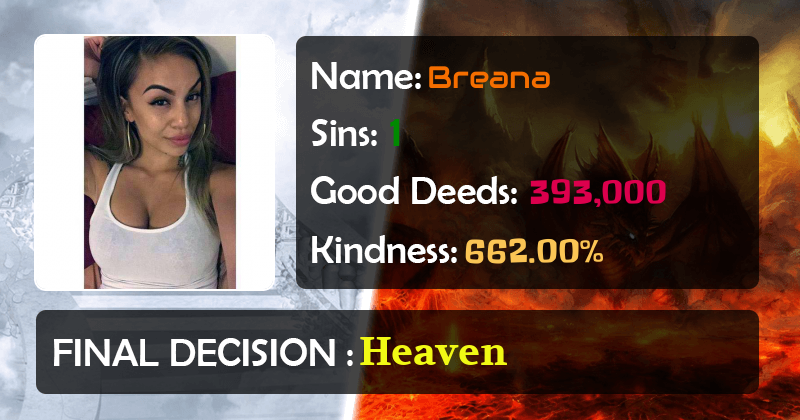 Name: Breana
Sins: 1
Good Deeds: 393,000
Kindness: 662.00%
FINAL DECISION : Heaven